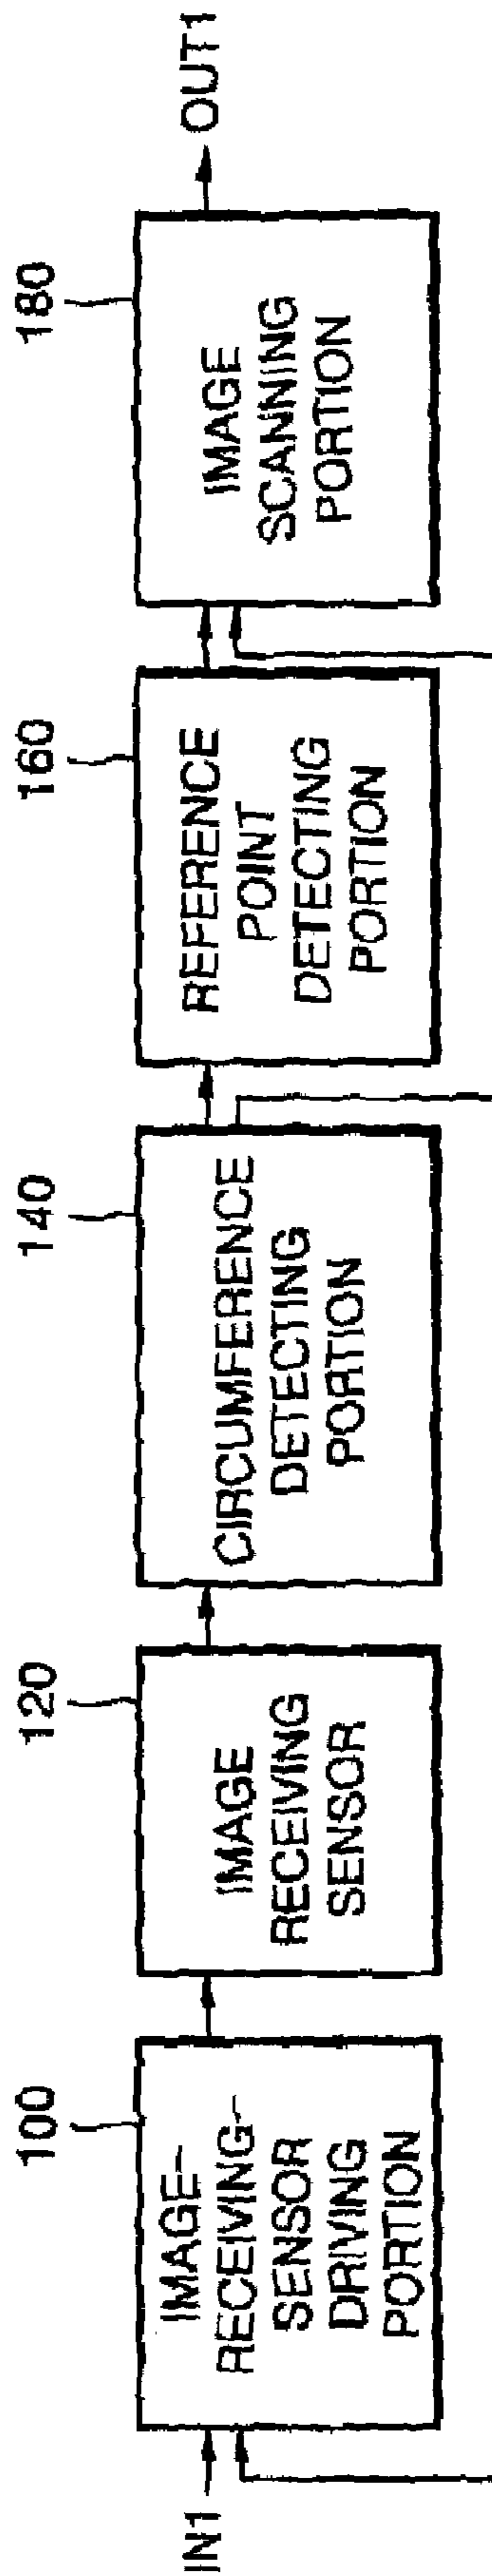 IN1
100
IMAGE-
RECEIVING-
SENSOR
DRIVING
PORTION
120
IMAGE
RECEIVING
SENSOR
140
CIRCUMFERENCE
DETECTING
PORTION
160
REFERENCE
POINT
DETECTING
PORTION
180
IMAGE
SCANNING
PORTION
OUT1